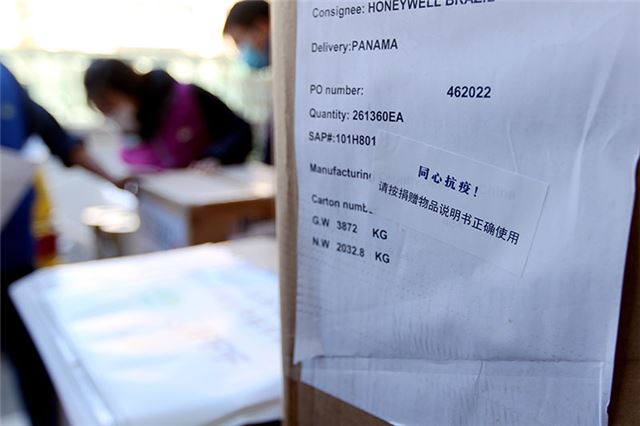 Consignee: HONEYWELL BRAZIL
Delivery:PANAMA
PO number: 462022
Quantity: 261360EA
SAP#:101H801
Manufacturing
Carton number
G.W 3872 KG
N.W 2032.8 KG
同心抗疫！
请按捐赠物品说明书正确使用